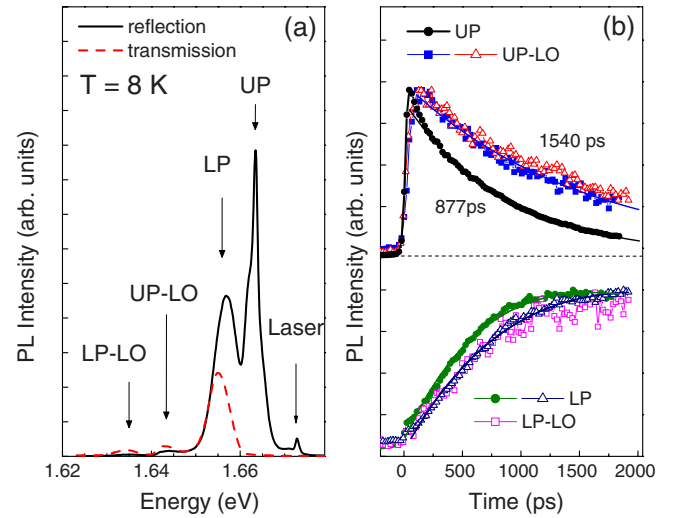 reflection
transmission
(a)
T = 8 K
UP
LP
UP-LO
LP-LO
Laser
PL Intensity (arb. units)
1.62
1.64
1.66
Energy (eV)
(b)
UP
UP-LO
1540 ps
877ps
LP
LP-LO
PL Intensity (arb. units)
0
500
1000
1500
2000
Time (ps)